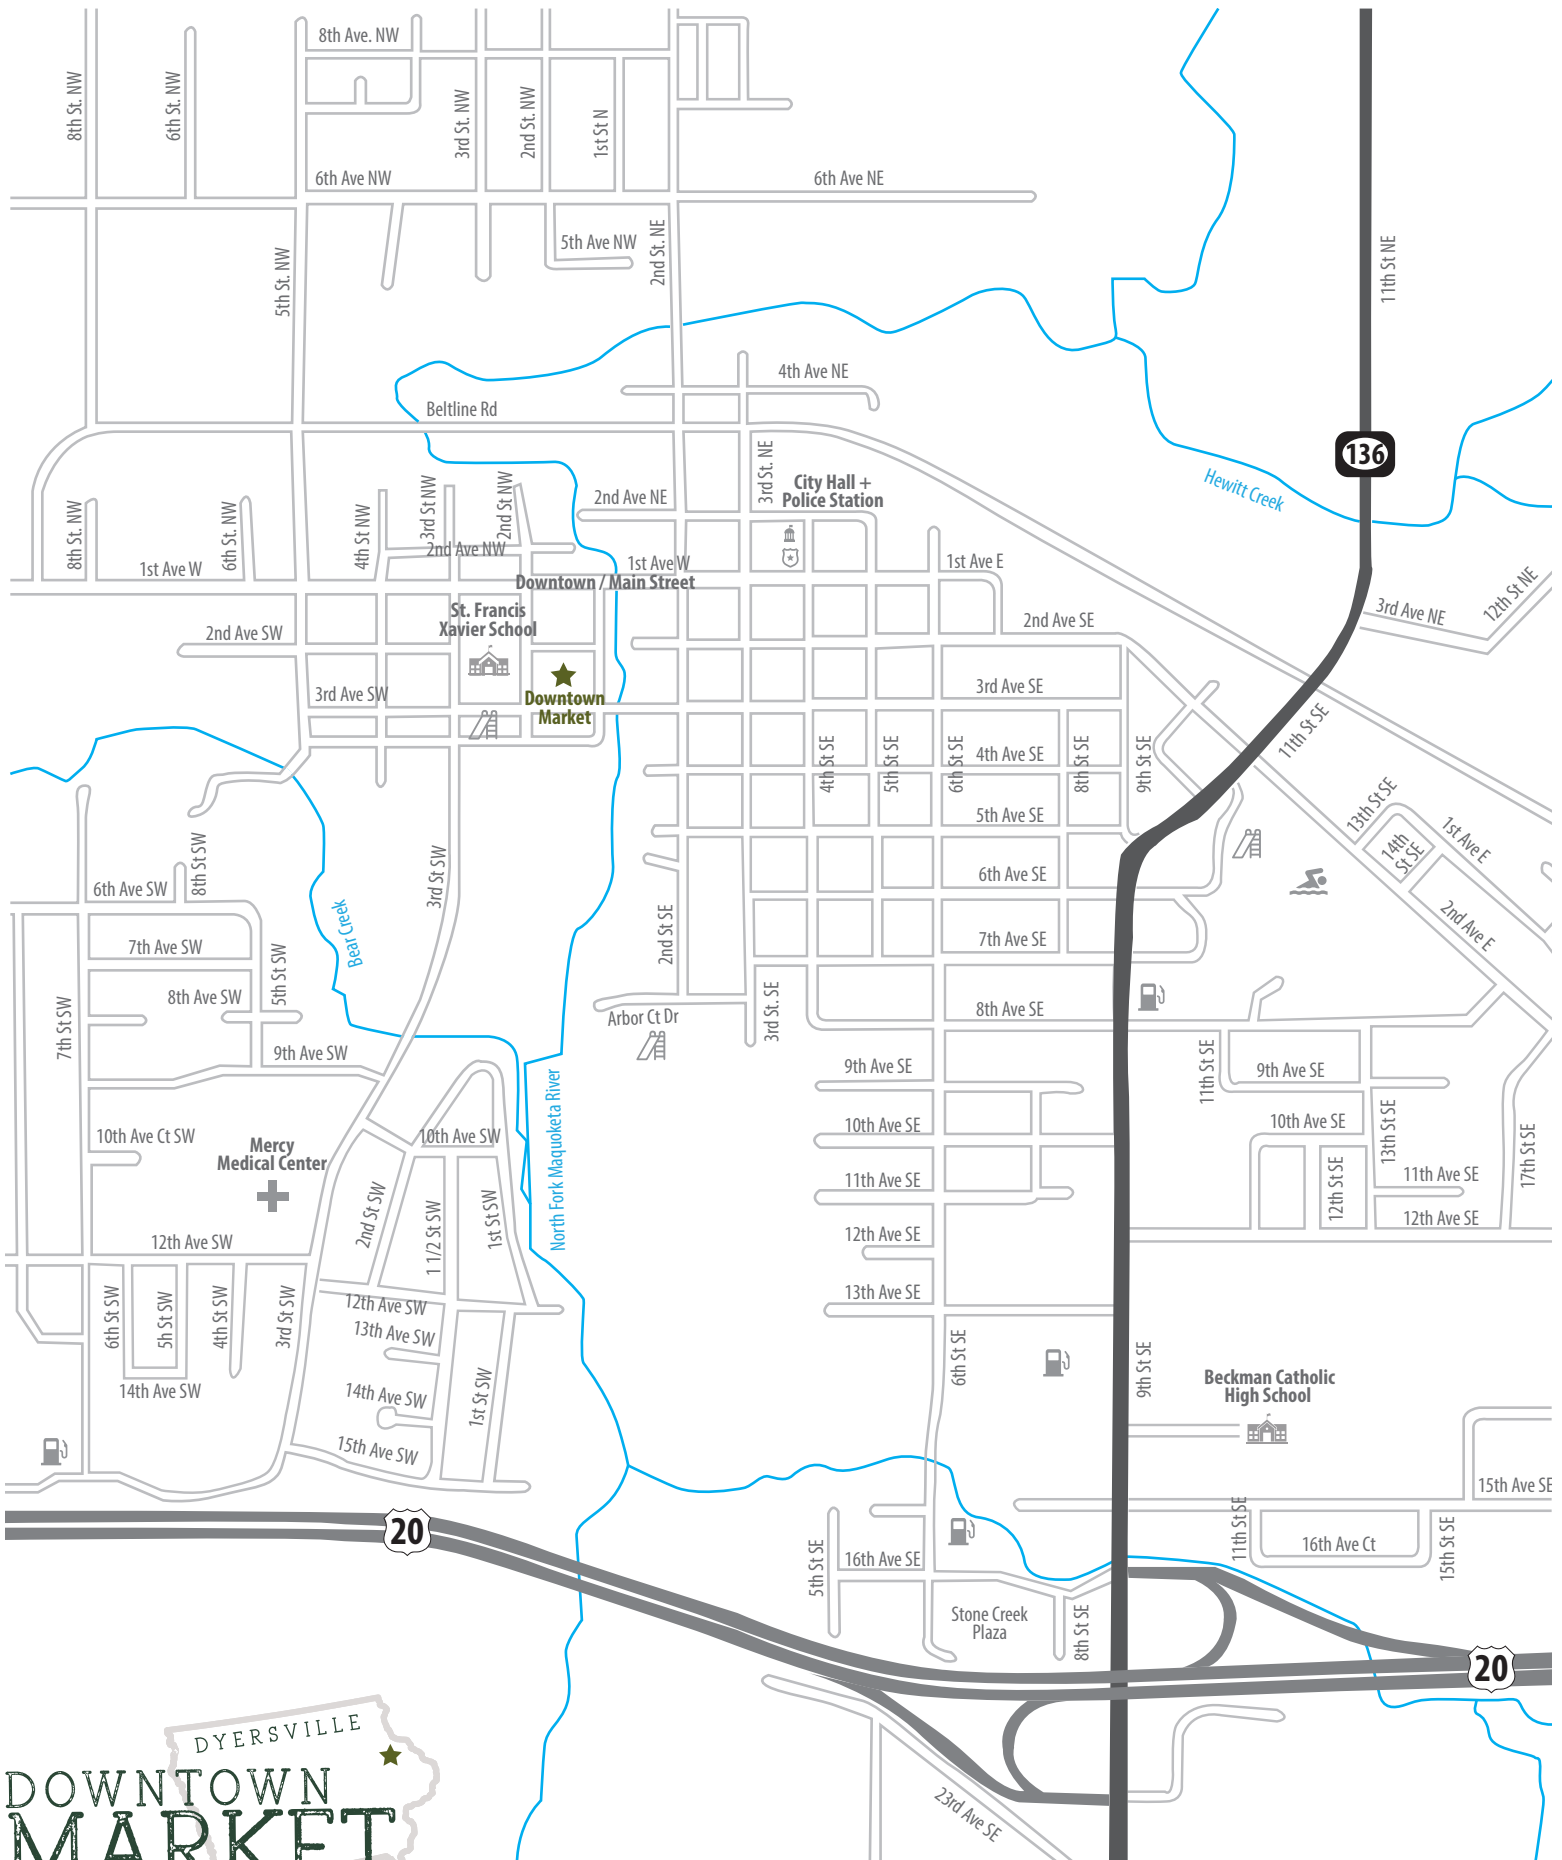 8th Ave. NW
8th St. NW
6th St. NW
3rd St. NW
2nd St. NW
1st St N
6th Ave NW
6th Ave NE
5th St. NW
5th Ave NW
2nd St. NE
11th St NE
4th Ave NE
Beltline Rd
136
Hewitt Creek
3rd St. NE
City Hall +
Police Station
2nd Ave NE
8th St. NW
6th St. NW
4th St NW
3rd St NW
2nd St NW
2nd Ave NW
1st Ave W
1st Ave W
1st Ave E
Downtown / Main Street
St. Francis
Xavier School
2nd Ave SW
2nd Ave SE
3rd Ave NE
12th St NE
3rd Ave SW
Downtown
Market
3rd Ave SE
11th St SE
4th St SE
5th St SE
6th St SE
4th Ave SE
8th St SE
9th St SE
5th Ave SE
13th St SE
14th
St SE
1st Ave E
2nd Ave E
6th Ave SW
8th St SW
3rd St SW
6th Ave SE
Bear Creek
7th Ave SW
5th St SW
2nd St SE
7th Ave SE
8th Ave SW
7th St SW
Arbor Ct Dr
3rd St. SE
8th Ave SE
9th Ave SW
9th Ave SE
11th St SE
9th Ave SE
North Fork Maquoketa River
10th Ave Ct SW
Mercy
Medical Center
10th Ave SW
10th Ave SE
10th Ave SE
13th St SE
12th St SE
17th St SE
11th Ave SE
11th Ave SE
2nd St SW
1 1/2 St SW
1st St SW
12th Ave SW
12th Ave SE
12th Ave SE
6th St SW
5h St SW
4th St SW
3rd St SW
12th Ave SW
13th Ave SW
13th Ave SE
6th St SE
9th St SE
14th Ave SW
14th Ave SW
1st St SW
15th Ave SW
Beckman Catholic
High School
15th Ave SE
20
5th St SE
16th Ave SE
11th St SE
16th Ave Ct
15th St SE
Stone Creek
Plaza
8th St SE
20
23rd Ave SE
DYERSVILLE
DOWNTOWN
MARKET